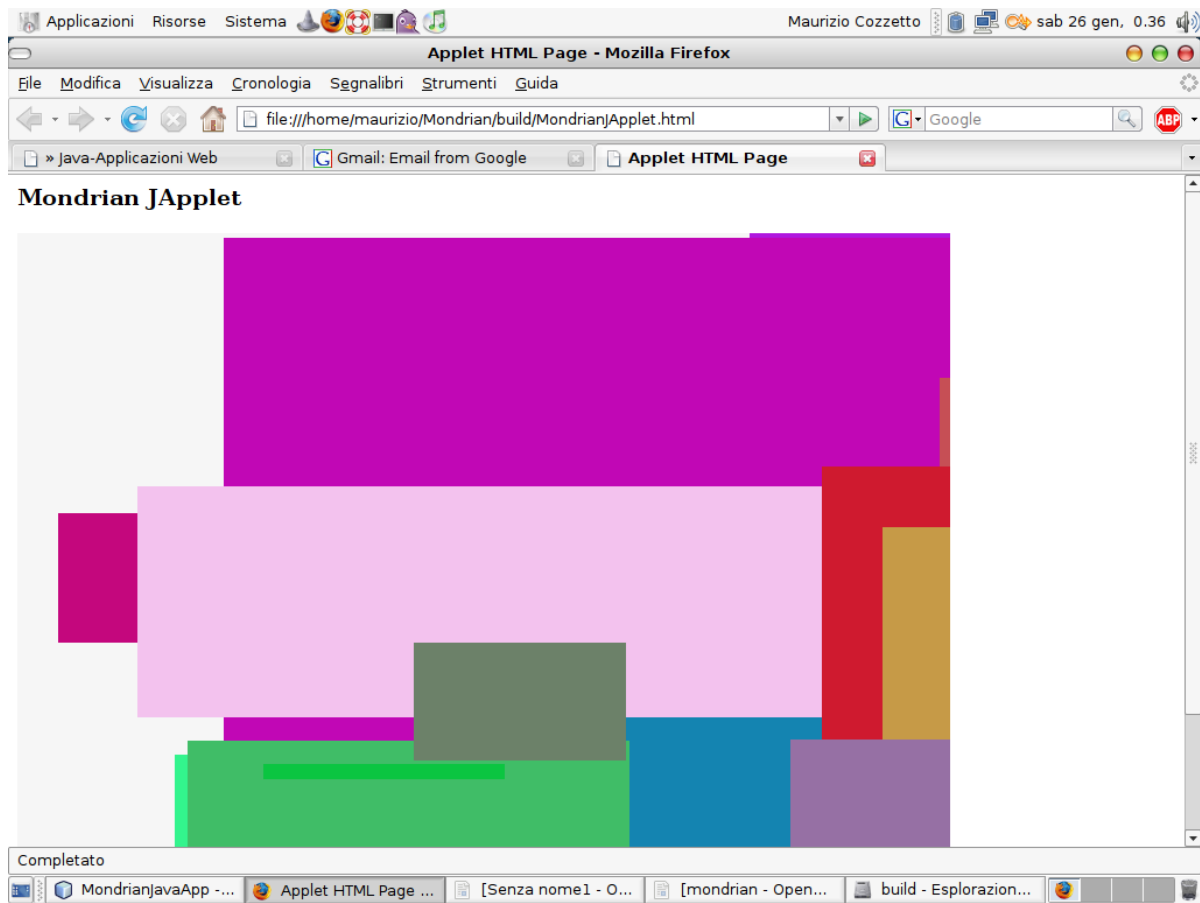 Applicazioni Risorse Sistema Maurizio Cozzetto sab 26 gen, 0.36
Applet HTML Page - Mozilla Firefox
File Modifica Visualizza Cronologia Segnalibri Strumenti Guida
file:///home/maurizio/Mondrian/build/MondrianJApplet.html G Google ABP
» Java-Applicazioni Web G Gmail: Email from Google Applet HTML Page
Mondrian JApplet
Completato
MondrianJavaApp -... Applet HTML Page ... [Senza nome1 - O... [mondrian - Open... build - Esplorazion...